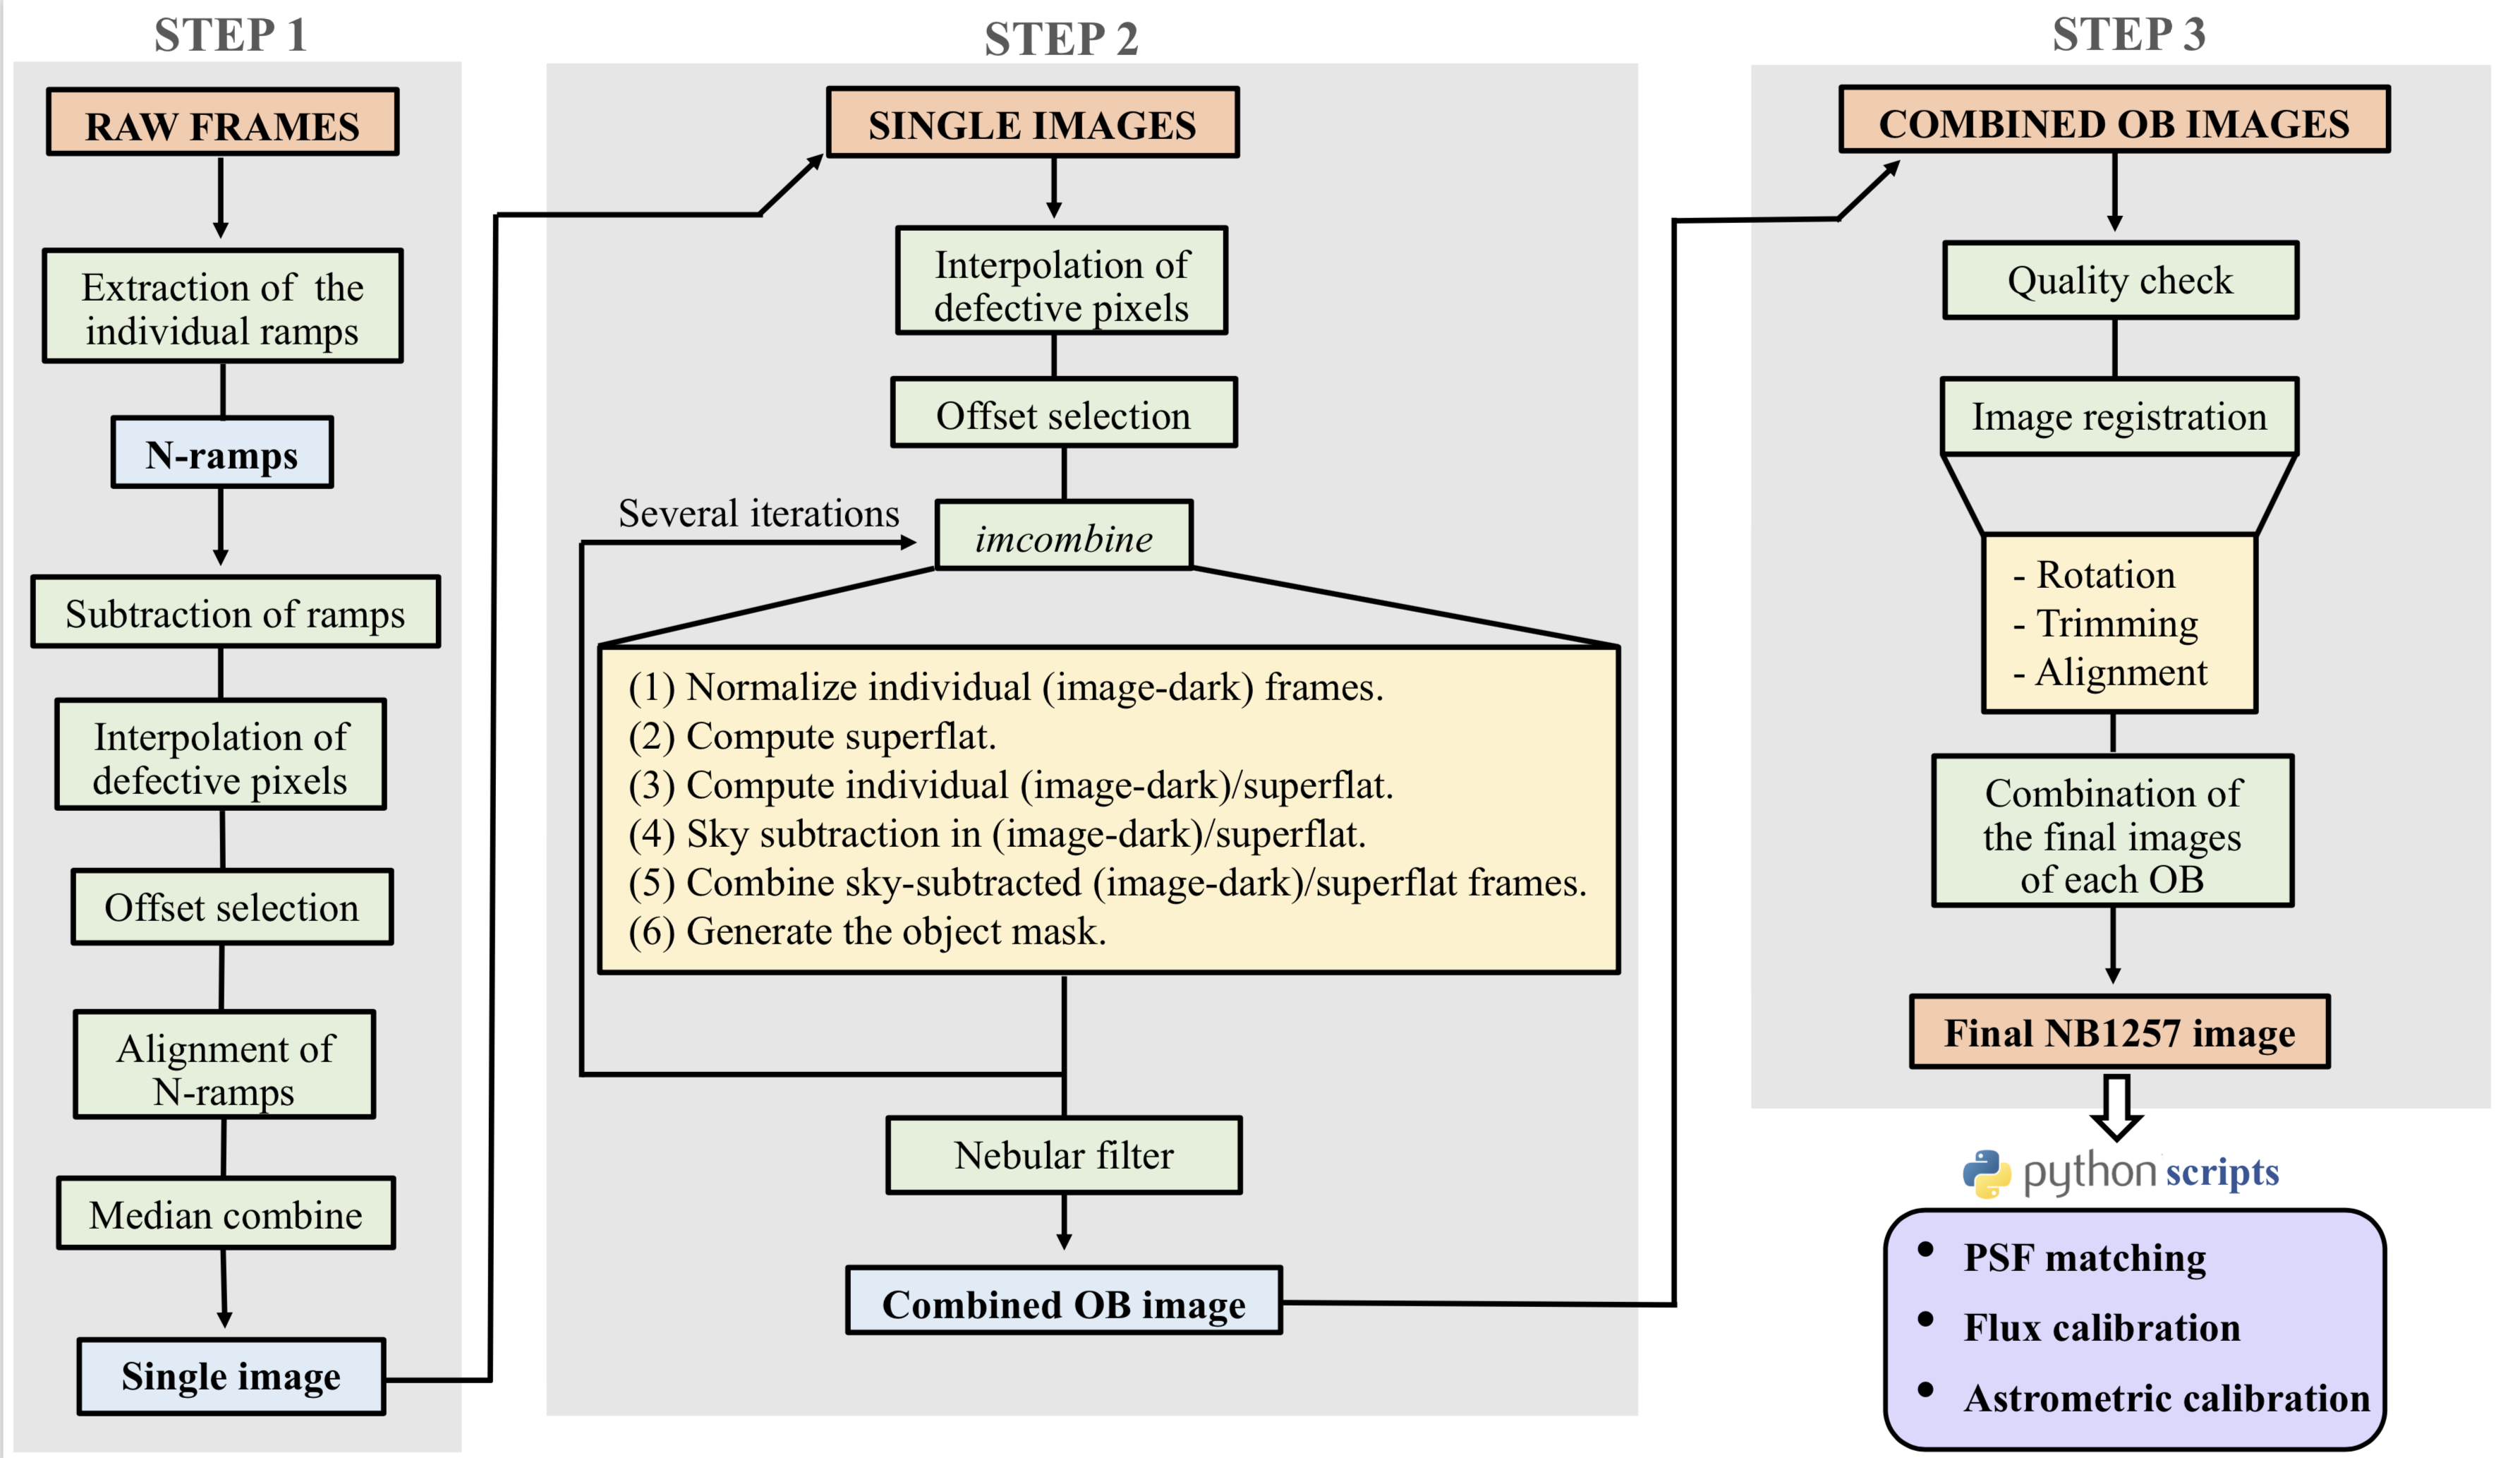 STEP 1
RAW FRAMES
Extraction of the
individual ramps
N-ramps
Subtraction of ramps
Interpolation of
defective pixels
Offset selection
Alignment of
N-ramps
Median combine
Single image
STEP 2
SINGLE IMAGES
Interpolation of
defective pixels
Offset selection
Several iterations
imcombine
(1) Normalize individual (image-dark) frames.
(2) Compute superflat.
(3) Compute individual (image-dark)/superflat.
(4) Sky subtraction in (image-dark)/superflat.
(5) Combine sky-subtracted (image-dark)/superflat frames.
(6) Generate the object mask.
Nebular filter
Combined OB image
STEP 3
COMBINED OB IMAGES
Quality check
Image registration
- Rotation
- Trimming
- Alignment
Combination of
the final images
of each OB
Final NB1257 image
python scripts
• PSF matching
• Flux calibration
• Astrometric calibration